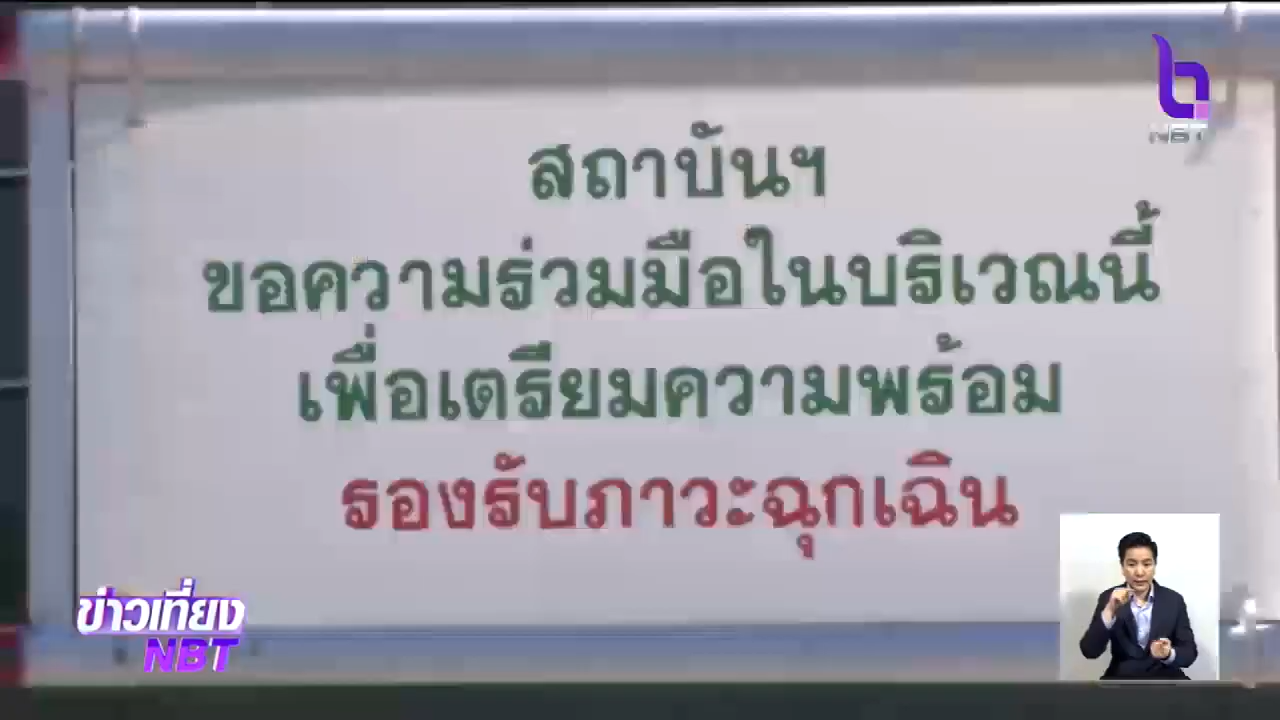 NBT
สถาบันฯ
ขอความร่วมมือในบริเวณนี้
เพื่อเตรียมความพร้อม
รองรับภาวะฉุกเฉิน
ข่าวเที่ยง
NBT